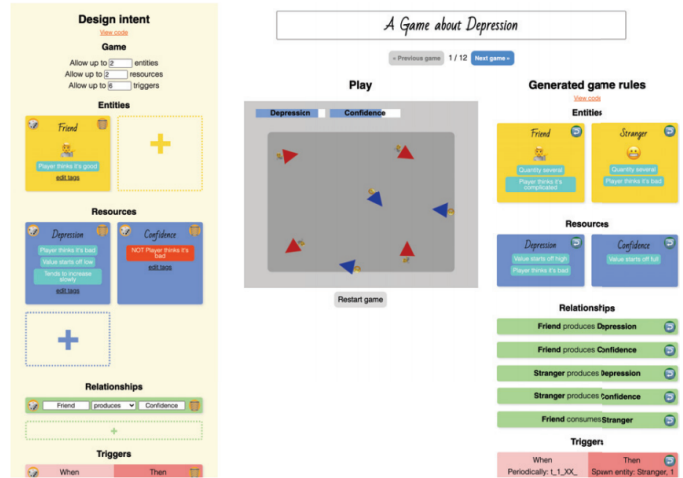 A Game about Depression
« Previous game 1 / 12 Next game »
Design intent
View code
Game
Allow up to 2 entities
Allow up to 2 resources
Allow up to 6 triggers
Entities
Friend
Player thinks it's good
edit tags
Resources
Depression
Player thinks it's bad
Value starts off low
Tends to increase
slowly
edit tags
Confidence
NOT Player thinks it's
bad
edit tags
Relationships
Friend produces Confidence
Triggers
When Then
Play
Depression Confidence
Restart game
Generated game rules
View code
Entities
Friend
Quantity several
Player thinks it's
complicated
Stranger
Quantity several
Player thinks it's bad
Resources
Depression
Value starts off high
Player thinks it's bad
Confidence
Value starts off full
Relationships
Friend produces Depression
Friend produces Confidence
Stranger produces Depression
Stranger produces Confidence
Friend consumes Stranger
Triggers
When Then
Periodically: t_1_XX_ Spawn entity: Stranger, 1